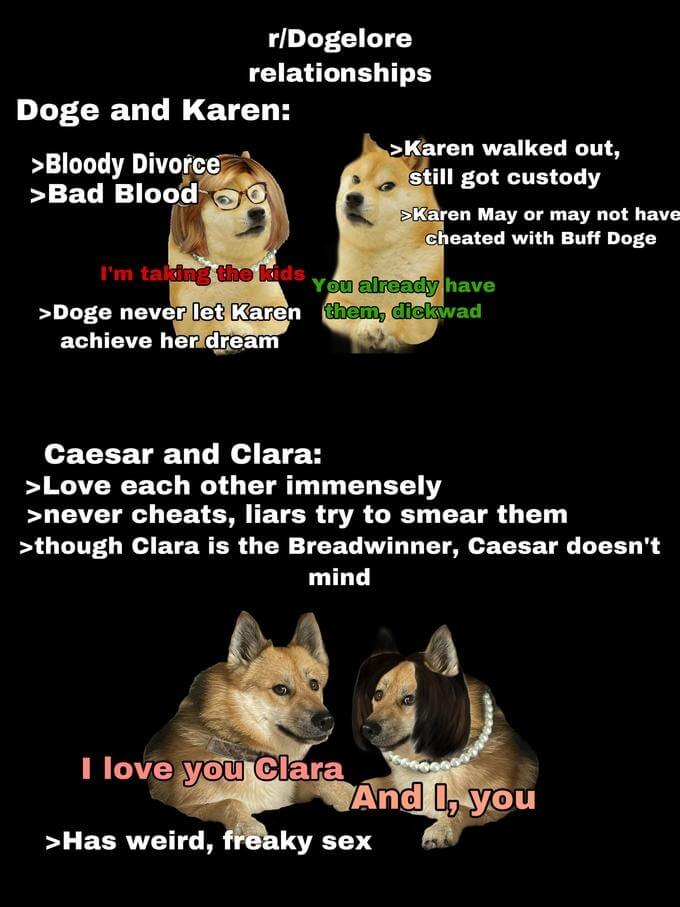 r/Dogelore
relationships
Doge and Karen:
>Bloody Divorce
>Bad Blood
>Karen walked out,
still got custody
>Karen May or may not have
cheated with Buff Doge
I'm taking the kids
You already have
them, dickwad
>Doge never let Karen
achieve her dream
Caesar and Clara:
>Love each other immensely
>never cheats, liars try to smear them
>though Clara is the Breadwinner, Caesar doesn't
mind
I love you Clara
And I, you
>Has weird, freaky sex